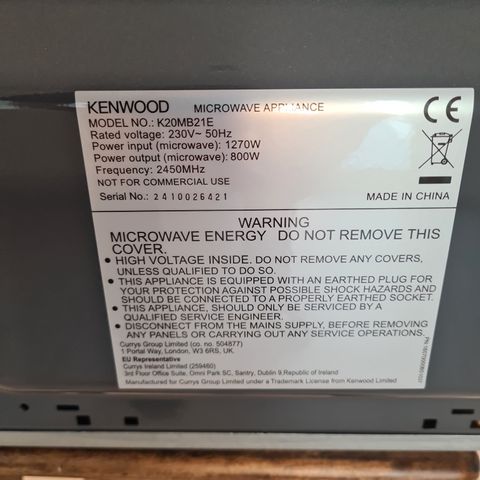 KENWOOD MICROWAVE APPLIANCE
MODEL NO.: K20MB21E
Rated voltage: 230V~ 50Hz
Power input (microwave): 1270W
Power output (microwave): 800W
Frequency: 2450MHz
NOT FOR COMMERCIAL USE
Serial No.: 2410026421
MADE IN CHINA
WARNING
MICROWAVE ENERGY DO NOT REMOVE THIS
COVER.
• HIGH VOLTAGE INSIDE, DO NOT REMOVE ANY COVERS,
UNLESS QUALIFIED TO DO SO.
• THIS APPLIANCE IS EQUIPPED WITH AN EARTHED PLUG FOR
YOUR PROTECTION AGAINST POSSIBLE SHOCK HAZARDS AND
SHOULD BE CONNECTED TO A PROPERLY EARTHED SOCKET.
• THIS APPLIANCE, SHOULD ONLY BE SERVICED BY A
QUALIFIED SERVICE ENGINEER.
• DISCONNECT FROM THE MAINS SUPPLY, BEFORE REMOVING
ANY PANELS OR CARRYING OUT ANY SERVICE OPERATIONS.
Currys Group Limited (co. no. 504877)
1 Portal Way, London, W3 6RS, UK
EU Representative
Currys Ireland Limited (259460)
3rd Floor Office Suite, Omni Park SC, Santry, Dublin 9, Republic of Ireland
Manufactured for Currys Group Limited under a Trademark License from Kenwood Limited